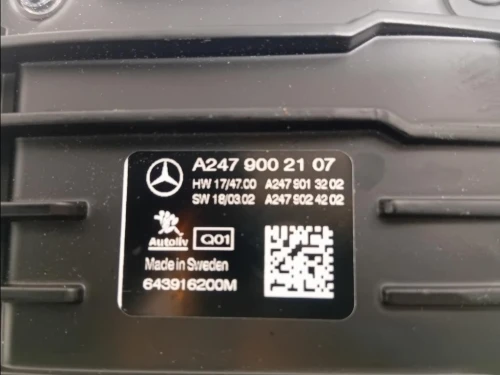 A247 900 21 07
HW 17/47.00 A247 901 32 02
SW 18/03.02 A247 902 42 02
Autoliv Q01
Made in Sweden
643916200M